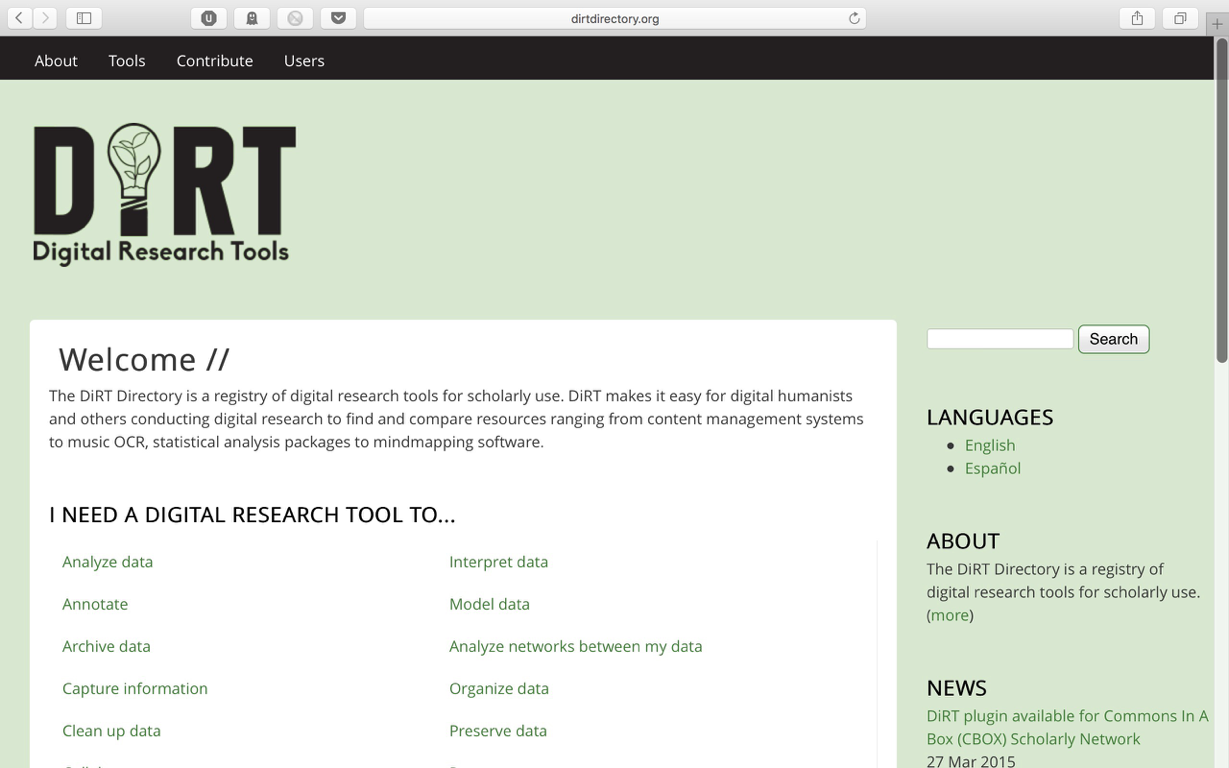 dirtdirectory.org
About Tools Contribute Users
DiRT
Digital Research Tools
Welcome //
The DiRT Directory is a registry of digital research tools for scholarly use. DiRT makes it easy for digital humanists
and others conducting digital research to find and compare resources ranging from content management systems
to music OCR, statistical analysis packages to mindmapping software.
I NEED A DIGITAL RESEARCH TOOL TO...
Analyze data
Annotate
Archive data
Capture information
Clean up data
Interpret data
Model data
Analyze networks between my data
Organize data
Preserve data
Search
LANGUAGES
English
Español
ABOUT
The DiRT Directory is a registry of
digital research tools for scholarly use.
(more)
NEWS
DiRT plugin available for Commons In A
Box (CBOX) Scholarly Network
27 Mar 2015